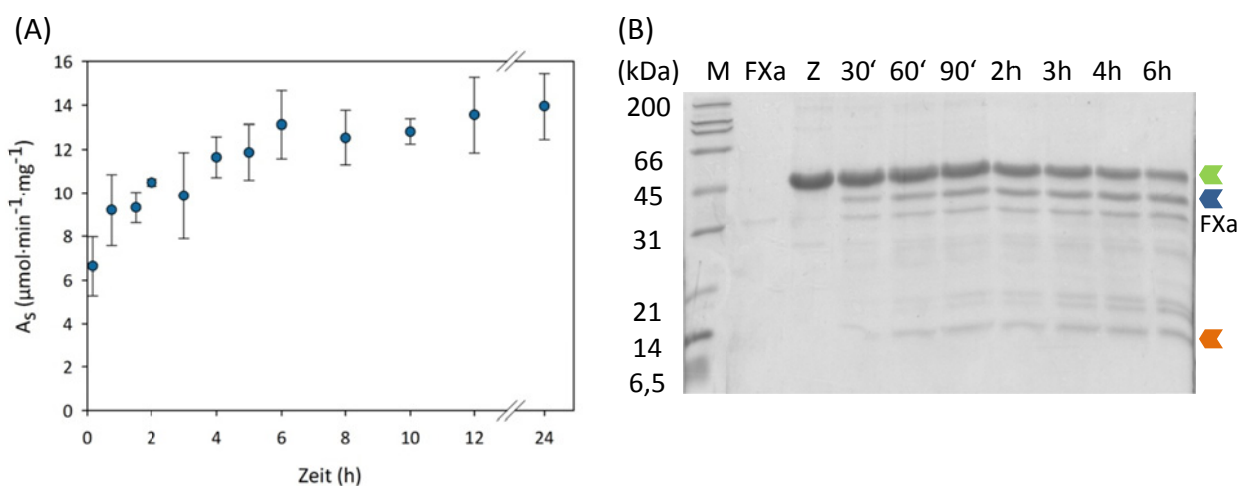 (A)
16
14
12
10
8
6
4
2
0
A_S (µmol·min⁻¹·mg⁻¹)
0 2 4 6 8 10 12 24
Zeit (h)
(B)
(kDa) M FXa Z 30‘ 60‘ 90‘ 2h 3h 4h 6h
200
66
45
FXa
31
21
14
6,5